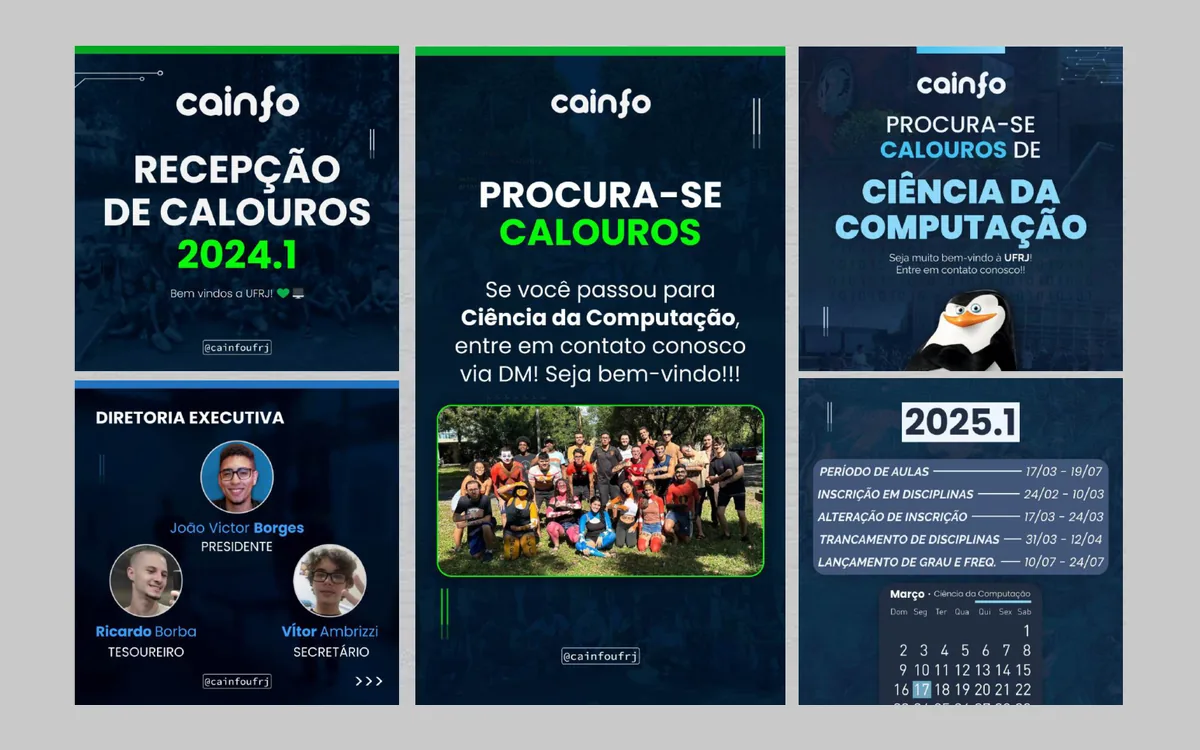 cainfo
RECEPÇÃO
DE CALOUROS
2024.1
Bem vindos a UFRJ! 💚 💻
@cainfoufrj
DIRETORIA EXECUTIVA
João Victor Borges
PRESIDENTE
Ricardo Borba
TESOUREIRO
Vítor Ambrizzi
SECRETÁRIO
@cainfoufrj
>>>
cainfo
PROCURA-SE
CALOUROS
Se você passou para
Ciência da Computação,
entre em contato conosco
via DM! Seja bem-vindo!!!
@cainfoufrj
cainfo
PROCURA-SE
CALOUROS DE
CIÊNCIA DA
COMPUTAÇÃO
Seja muito bem-vindo à UFRJ!
Entre em contato conosco!!
2025.1
PERÍODO DE AULAS 17/03 - 19/07
INSCRIÇÃO EM DISCIPLINAS 24/02 - 10/03
ALTERAÇÃO DE INSCRIÇÃO 17/03 - 24/03
TRANCAMENTO DE DISCIPLINAS 31/03 - 12/04
LANÇAMENTO DE GRAU E FREQ. 10/07 - 24/07
Março • Ciência da Computação
Dom Seg Ter Qua Qui Sex Sab
1
2 3 4 5 6 7 8
9 10 11 12 13 14 15
16 17 18 19 20 21 22